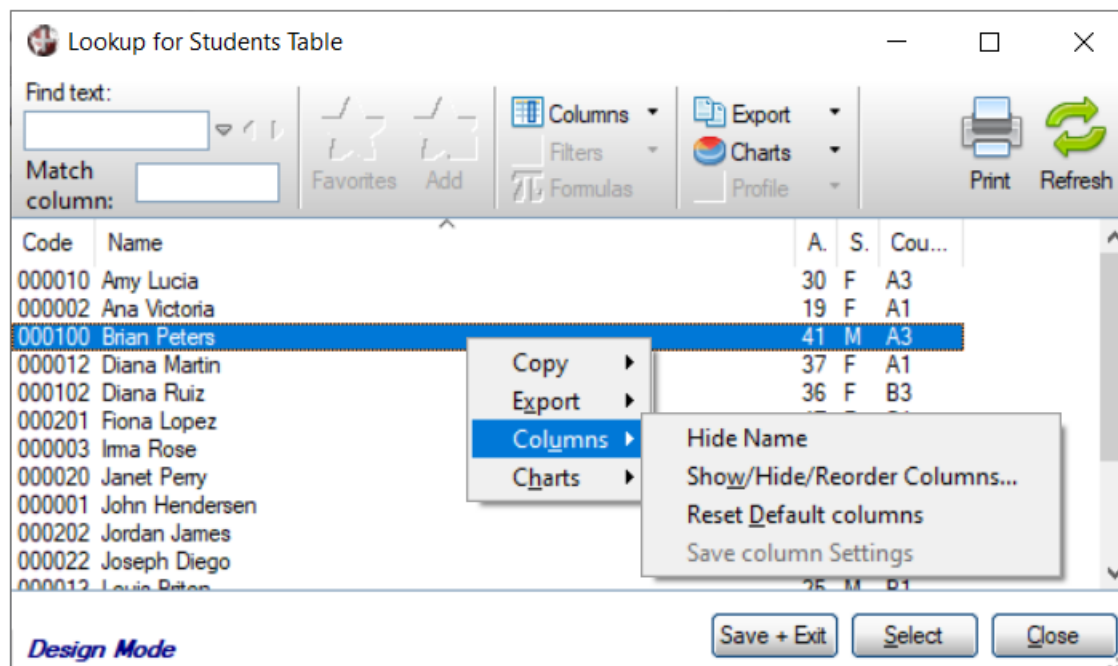 Lookup for Students Table
Find text:
Match column:
Favorites Add
Columns
Filters
Formulas
Export
Charts
Profile
Print Refresh
Code Name A. S. Cou...
000010 Amy Lucia 30 F A3
000002 Ana Victoria 19 F A1
000100 Brian Peters 41 M A3
000012 Diana Martin 37 F A1
000102 Diana Ruiz 36 F B3
000201 Fiona Lopez
000003 Irma Rose
000020 Janet Perry
000001 John Hendersen
000202 Jordan James
000022 Joseph Diego
Copy
Export
Columns
Charts
Hide Name
Show/Hide/Reorder Columns...
Reset Default columns
Save column Settings
Design Mode
Save + Exit Select Close